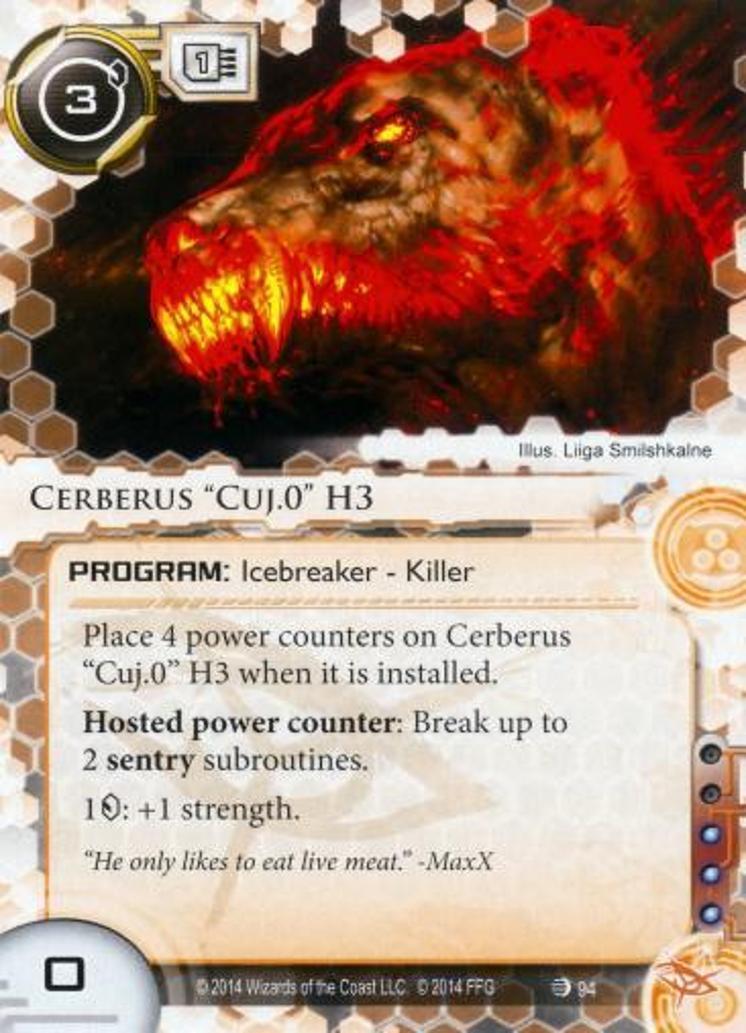 3
1
Illus. Liiga Smilshkalne
CERBERUS “CUJ.0” H3
PROGRAM: Icebreaker - Killer
Place 4 power counters on Cerberus
“Cuj.0” H3 when it is installed.
Hosted power counter: Break up to
2 sentry subroutines.
1: +1 strength.
“He only likes to eat live meat.” -MaxX
0
© 2014 Wizards of the Coast LLC. © 2014 FFG
94